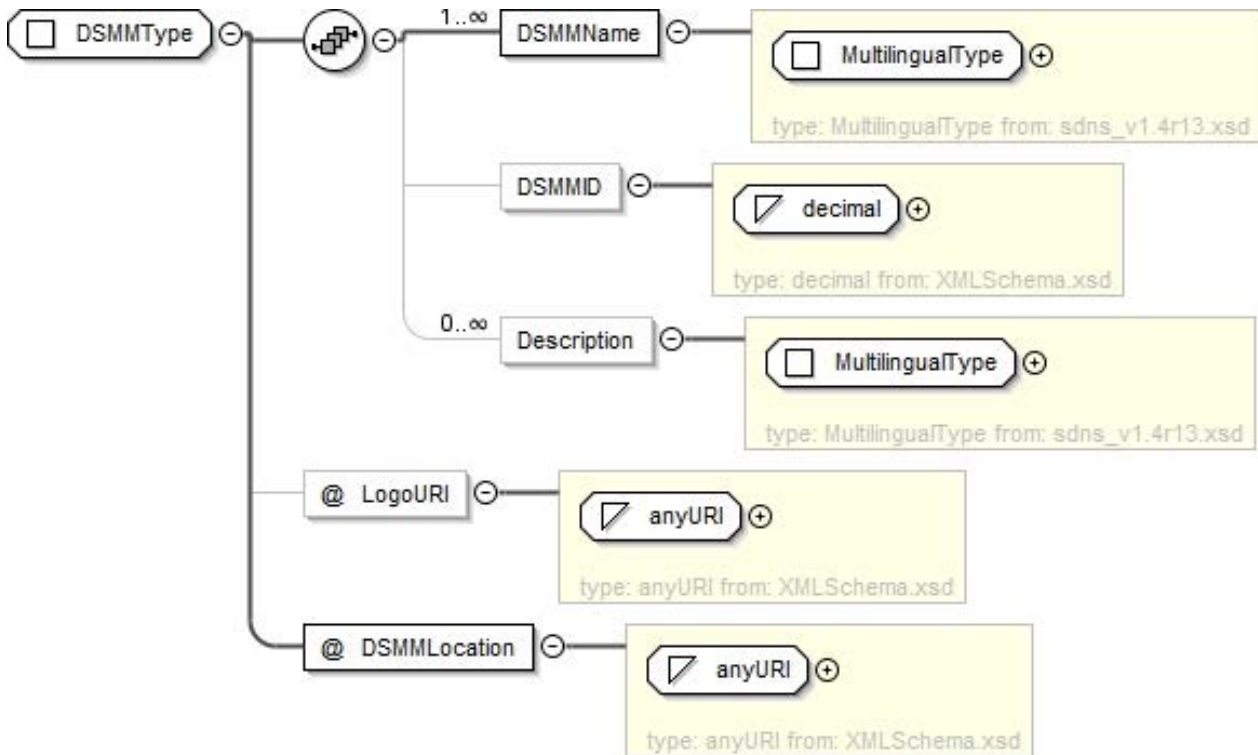 DSMMType
1..∞
DSMMName
MultilingualType
type: MultilingualType from: sdns_v1.4r13.xsd
DSMMID
decimal
type: decimal from: XMLSchema.xsd
0..∞
Description
MultilingualType
type: MultilingualType from: sdns_v1.4r13.xsd
@ LogoURI
anyURI
type: anyURI from: XMLSchema.xsd
@ DSMMLocation
anyURI
type: anyURI from: XMLSchema.xsd